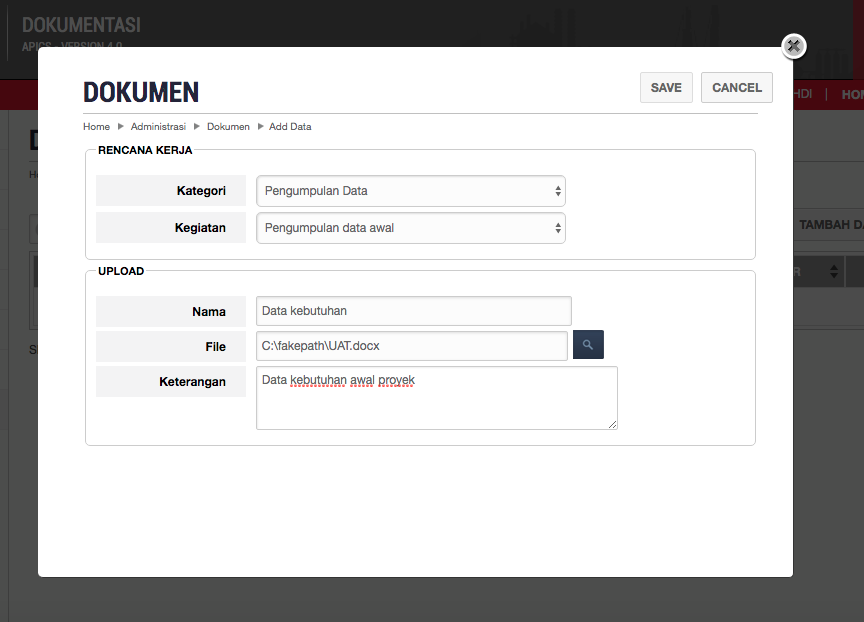 DOKUMENTASI
APICS - VERSION 4.0
HDI | HOM
DOKUMEN
SAVE
CANCEL
Home ▶ Administrasi ▶ Dokumen ▶ Add Data
RENCANA KERJA
Kategori Pengumpulan Data
Kegiatan Pengumpulan data awal
TAMBAH DA
R
UPLOAD
Nama Data kebutuhan
File C:\fakepath\UAT.docx
Keterangan Data kebutuhan awal proyek